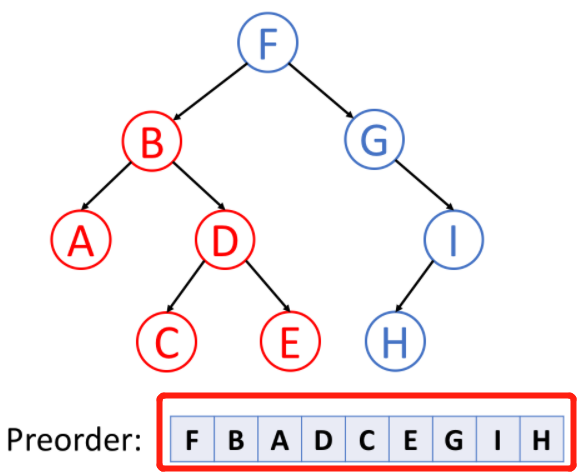 F
B G
A D I
C E H
Preorder: F B A D C E G I H